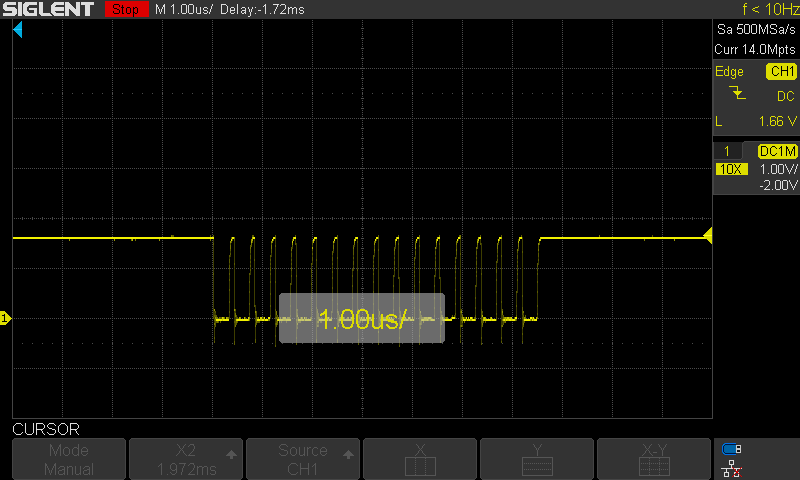 SIGLENT Stop M 1.00us/ Delay:-1.72ms f < 10Hz
Sa 500MSa/s
Curr 14.0Mpts
Edge CH1
DC
L 1.66 V
1 DC1M
10X 1.00V/
-2.00V
1
1.00us/
CURSOR
Mode
Manual
X2
1.972ms
Source
CH1
X
Y
X-Y